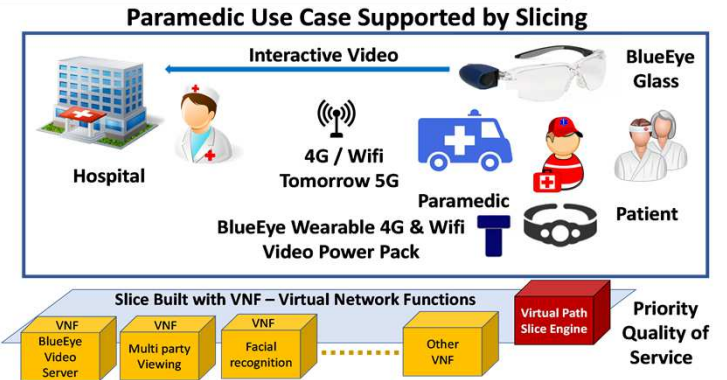 Paramedic Use Case Supported by Slicing
Interactive Video
BlueEye
Glass
Hospital
4G / Wifi
Tomorrow 5G
Paramedic
Patient
BlueEye Wearable 4G & Wifi
Video Power Pack
Slice Built with VNF – Virtual Network Functions
VNF
BlueEye
Video
Server
VNF
Multi party
Viewing
VNF
Facial
recognition
Other
VNF
Virtual Path
Slice Engine
Priority
Quality of
Service